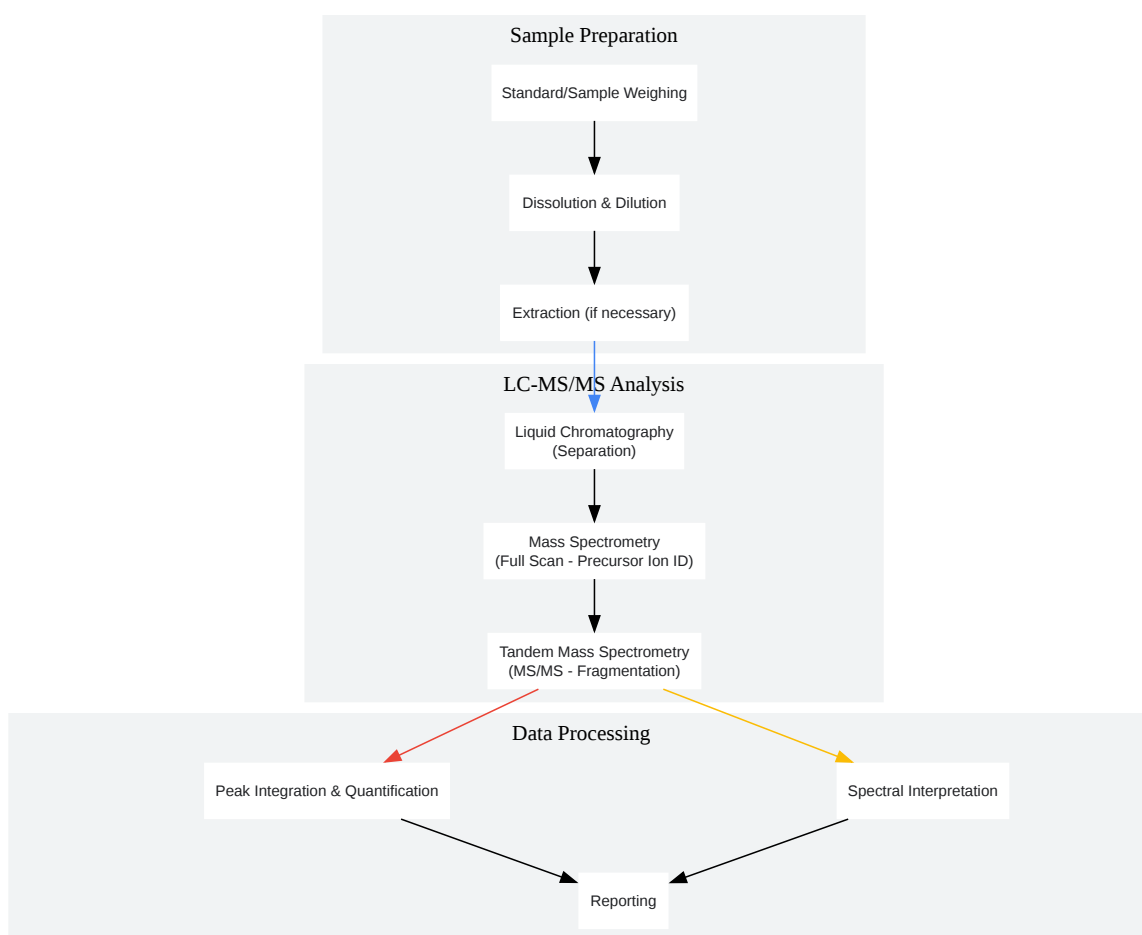 Sample Preparation
Standard/Sample Weighing
Dissolution & Dilution
Extraction (if necessary)
LC-MS/MS Analysis
Liquid Chromatography
(Separation)
Mass Spectrometry
(Full Scan - Precursor Ion ID)
Tandem Mass Spectrometry
(MS/MS - Fragmentation)
Data Processing
Peak Integration & Quantification
Spectral Interpretation
Reporting